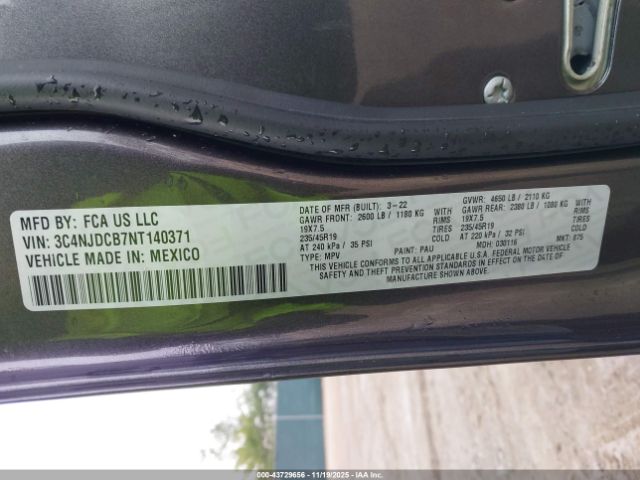 MFD BY: FCA US LLC
VIN: 3C4NJDCB7NT140371
VEHICLE MADE IN: MEXICO
DATE OF MFR (BUILT): 3-22 GVWR: 4650 LB / 2110 KG
GAWR FRONT: 2600 LB / 1180 KG WITH GAWR REAR: 2380 LB / 1080 KG WITH
19X7.5 RIMS 19X7.5 RIMS
235/45R19 TIRES 235/45R19 TIRES
AT 240 kPa / 35 PSI COLD AT 220 kPa / 32 PSI COLD
TYPE: MPV PAINT: PAU MDH: 030116 MKT: 875
THIS VEHICLE CONFORMS TO ALL APPLICABLE U.S.A. FEDERAL MOTOR VEHICLE
SAFETY AND THEFT PREVENTION STANDARDS IN EFFECT ON THE DATE OF
MANUFACTURE SHOWN ABOVE.
000-43729656 - 11/19/2025 - IAAHoldings, LLC